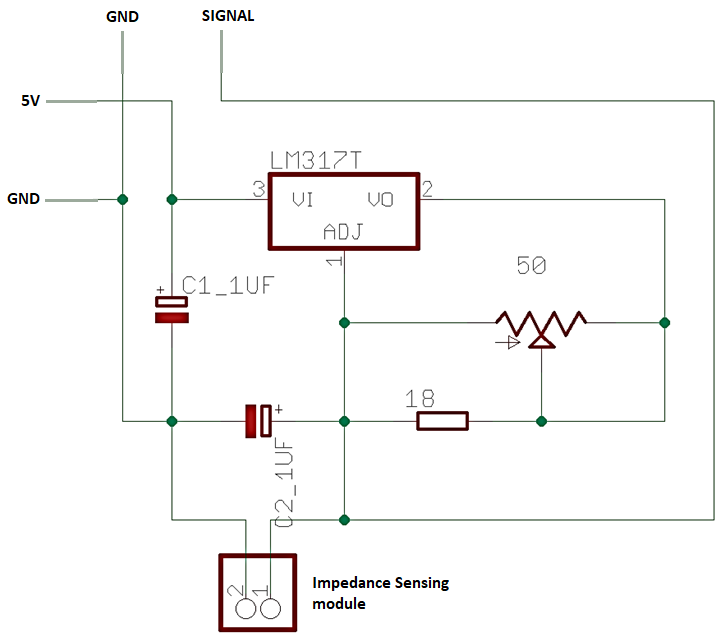 GND
SIGNAL
5V
LM317T
GND
3
VI
VO
2
ADJ
1
50
+
C1_1UF
18
+
C2_1UF
2
1
Impedance Sensing
module